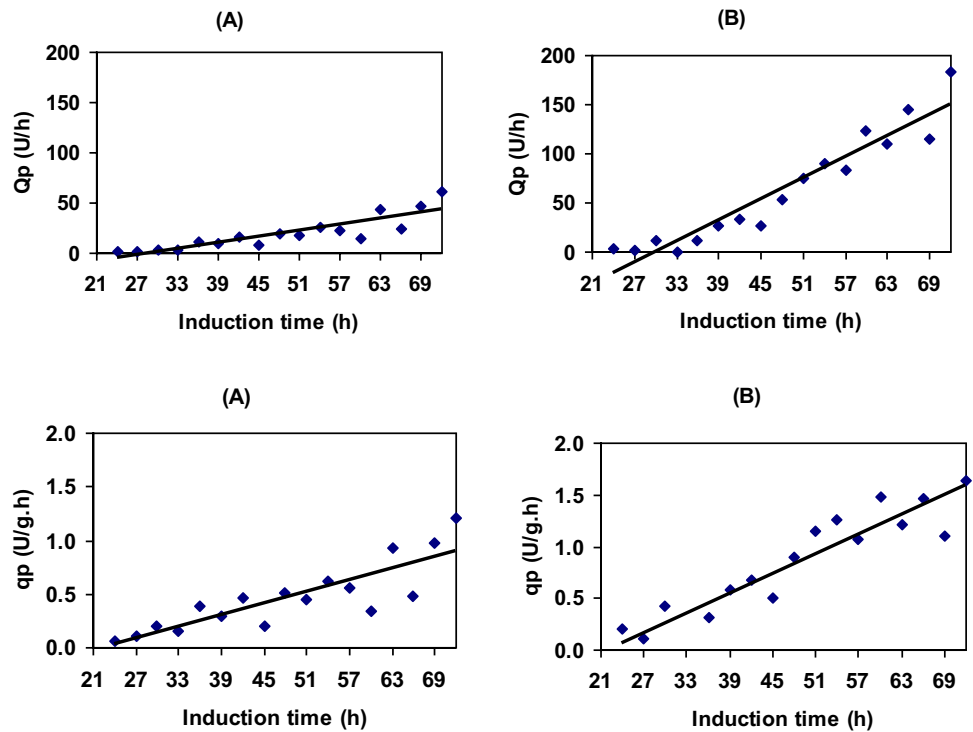 (A)
200
150
100
50
0
Qp (U/h)
21 27 33 39 45 51 57 63 69
Induction time (h)
(B)
200
150
100
50
0
Qp (U/h)
21 27 33 39 45 51 57 63 69
Induction time (h)
(A)
2.0
1.5
1.0
0.5
0.0
qp (U/g.h)
21 27 33 39 45 51 57 63 69
Induction time (h)
(B)
2.0
1.5
1.0
0.5
0.0
qp (U/g.h)
21 27 33 39 45 51 57 63 69
Induction time (h)